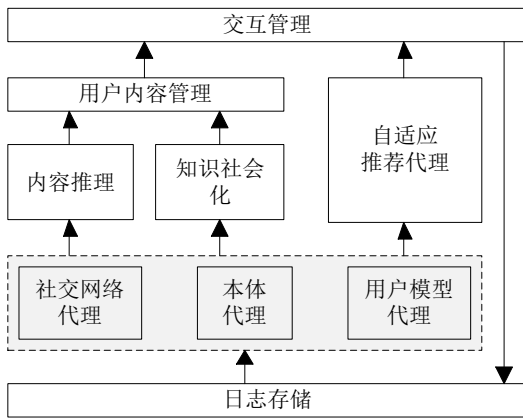 交互管理
用户内容管理
自适应
推荐代理
内容推理
知识社会
化
社交网络
代理
本体
代理
用户模型
代理
日志存储